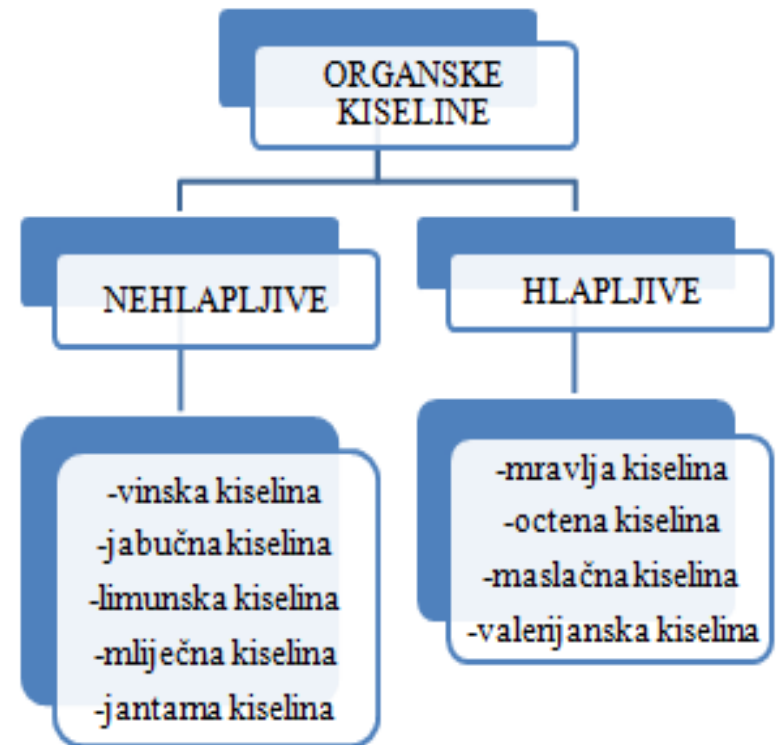 ORGANSKE
KISELINE
NEHLAPLJIVE
HLAPLJIVE
-vinska kiselina
-jabučna kiselina
-limunska kiselina
-mliječna kiselina
-jantarna kiselina
-mravlja kiselina
-octena kiselina
-maslačna kiselina
-valerijanska kiselina